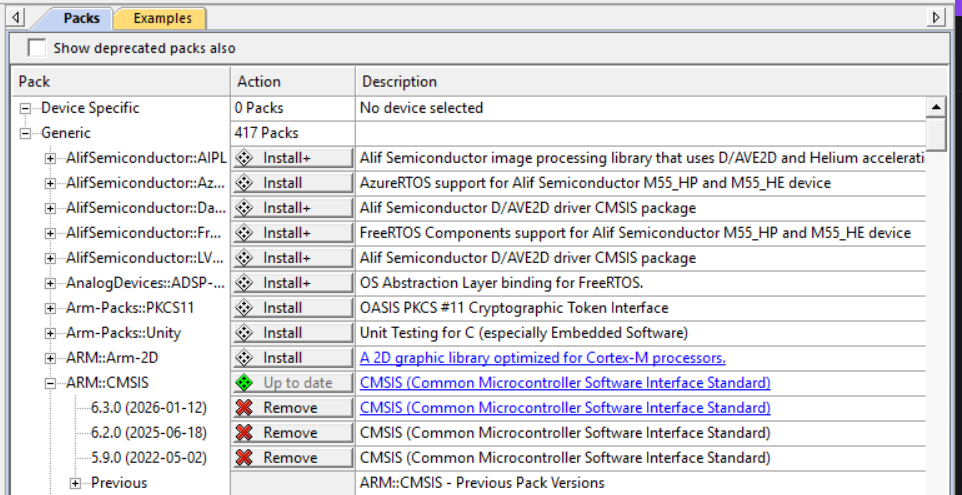 Packs Examples
Show deprecated packs also
Pack Action Description
Device Specific 0 Packs No device selected
Generic 417 Packs
AlifSemiconductor::AIPL Install+ Alif Semiconductor image processing library that uses D/AVE2D and Helium accelerati
AlifSemiconductor::Az... Install AzureRTOS support for Alif Semiconductor M55_HP and M55_HE device
AlifSemiconductor::Da... Install+ Alif Semiconductor D/AVE2D driver CMSIS package
AlifSemiconductor::Fr... Install+ FreeRTOS Components support for Alif Semiconductor M55_HP and M55_HE device
AlifSemiconductor::LV... Install+ Alif Semiconductor D/AVE2D driver CMSIS package
AnalogDevices::ADSP-... Install+ OS Abstraction Layer binding for FreeRTOS.
Arm-Packs::PKCS11 Install OASIS PKCS #11 Cryptographic Token Interface
Arm-Packs::Unity Install Unit Testing for C (especially Embedded Software)
ARM::Arm-2D Install A 2D graphic library optimized for Cortex-M processors.
ARM::CMSIS Up to date CMSIS (Common Microcontroller Software Interface Standard)
6.3.0 (2026-01-12) Remove CMSIS (Common Microcontroller Software Interface Standard)
6.2.0 (2025-06-18) Remove CMSIS (Common Microcontroller Software Interface Standard)
5.9.0 (2022-05-02) Remove CMSIS (Common Microcontroller Software Interface Standard)
Previous ARM::CMSIS - Previous Pack Versions